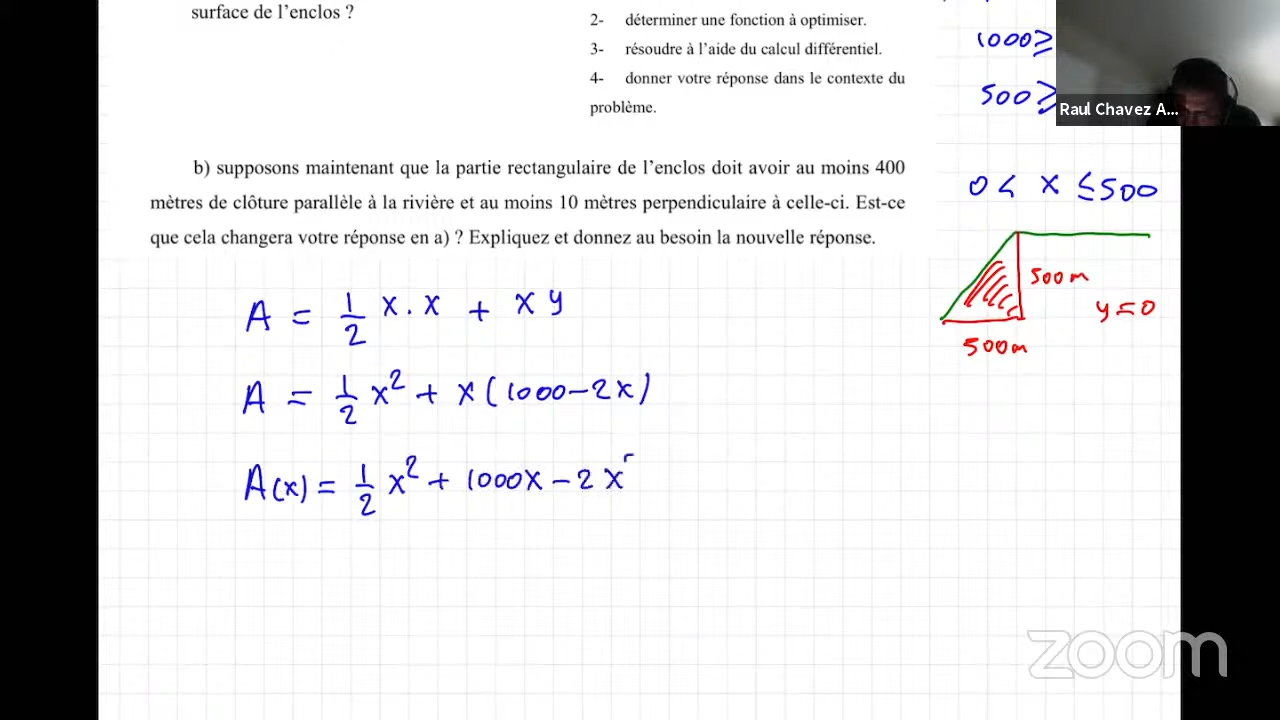 surface de l'enclos ?
2- déterminer une fonction à optimiser.
3- résoudre à l'aide du calcul différentiel.
4- donner votre réponse dans le contexte du
problème.
1000≥
500≥
Raul Chavez A...
b) supposons maintenant que la partie rectangulaire de l'enclos doit avoir au moins 400
mètres de clôture parallèle à la rivière et au moins 10 mètres perpendiculaire à celle-ci. Est-ce
que cela changera votre réponse en a) ? Expliquez et donnez au besoin la nouvelle réponse.
0 < x ≤ 500
500m
y=0
500m
A = 1/2 x . x + x y
A = 1/2 x² + x(1000-2x)
A(x) = 1/2 x² + 1000x - 2x
zoom